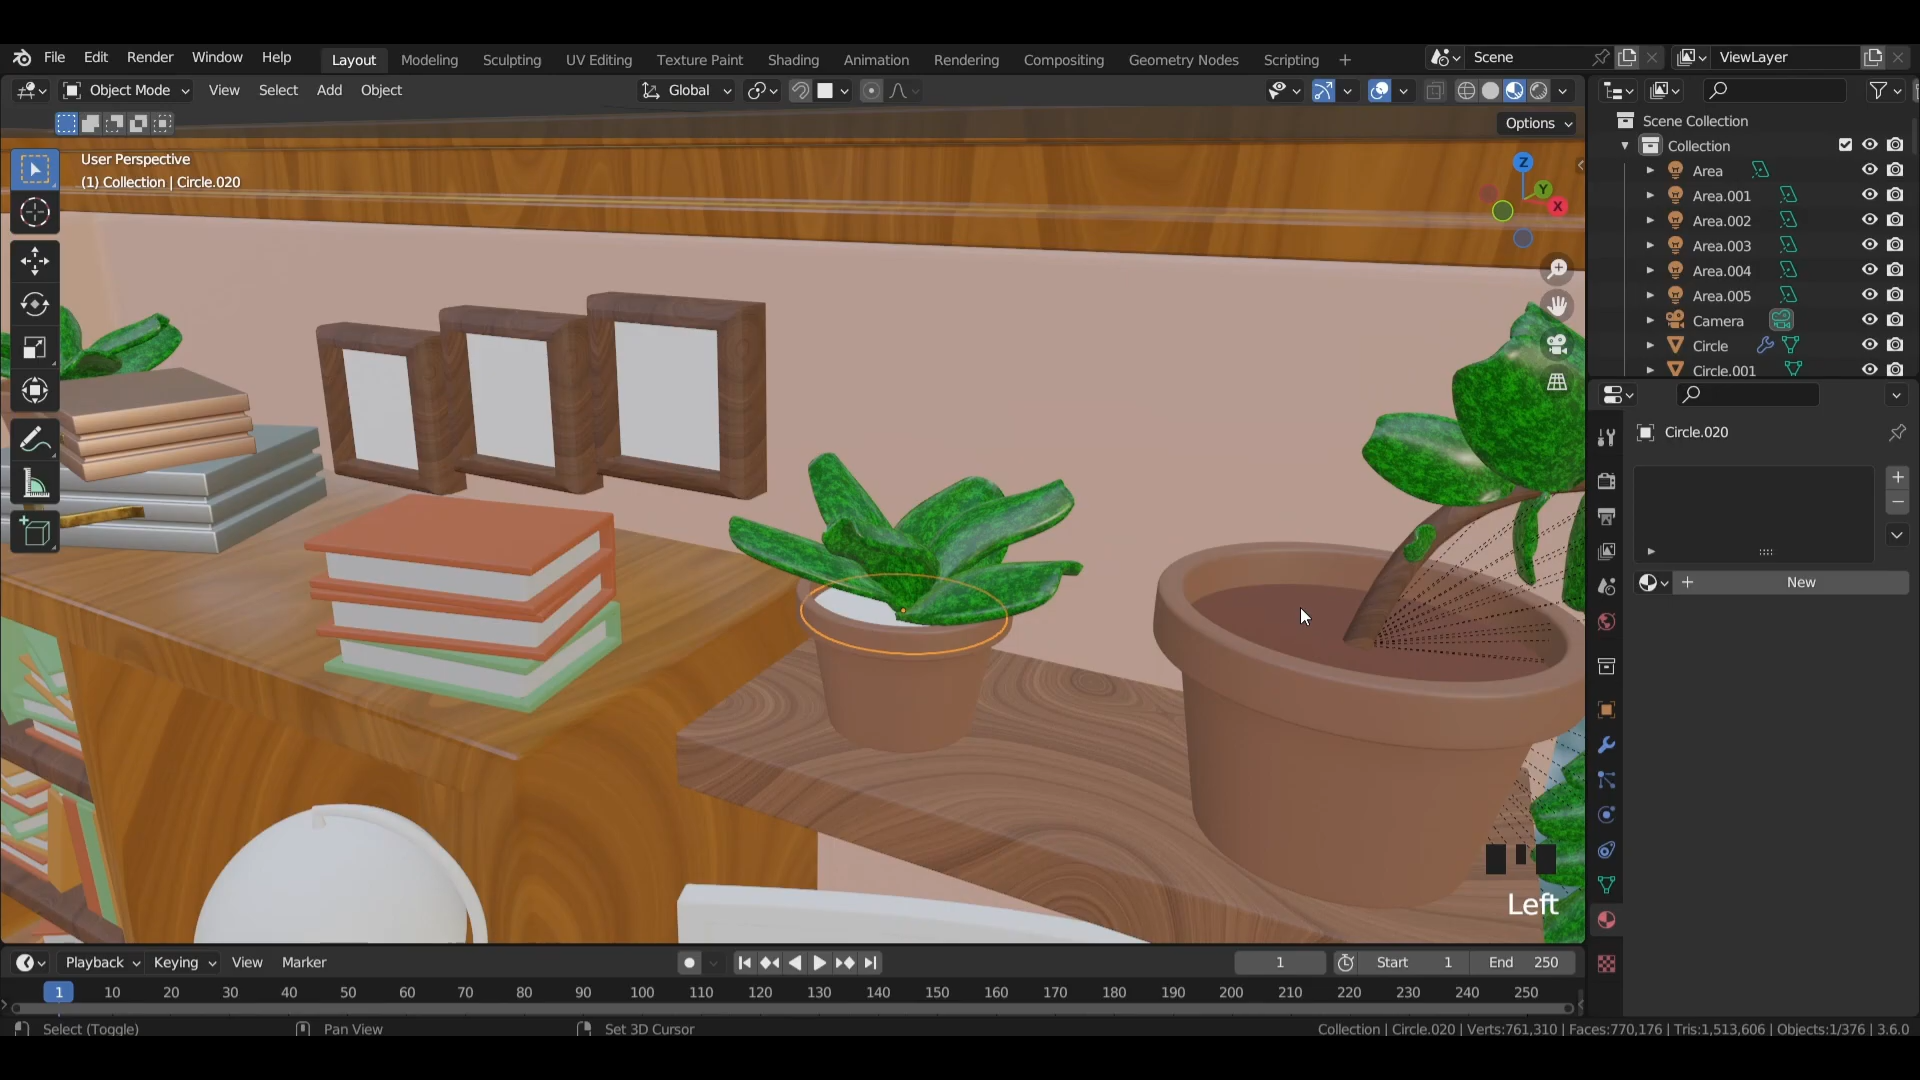 File Edit Render Window Help Layout Modeling Sculpting UV Editing Texture Paint Shading Animation Rendering Compositing Geometry Nodes Scripting + Scene ViewLayer
Object Mode View Select Add Object Global
Options
User Perspective
(1) Collection | Circle.020
Z
Y
X
Scene Collection
Collection
Area
Area.001
Area.002
Area.003
Area.004
Area.005
Camera
Circle
Circle.001
Circle.020
New
Left
Playback Keying View Marker 1 Start 1 End 250
1 10 20 30 40 50 60 70 80 90 100 110 120 130 140 150 160 170 180 190 200 210 220 230 240 250
Select (Toggle) Pan View Set 3D Cursor Collection | Circle.020 | Verts:761,310 | Faces:770,176 | Tris:1,513,606 | Objects:1/376 | 3.6.0